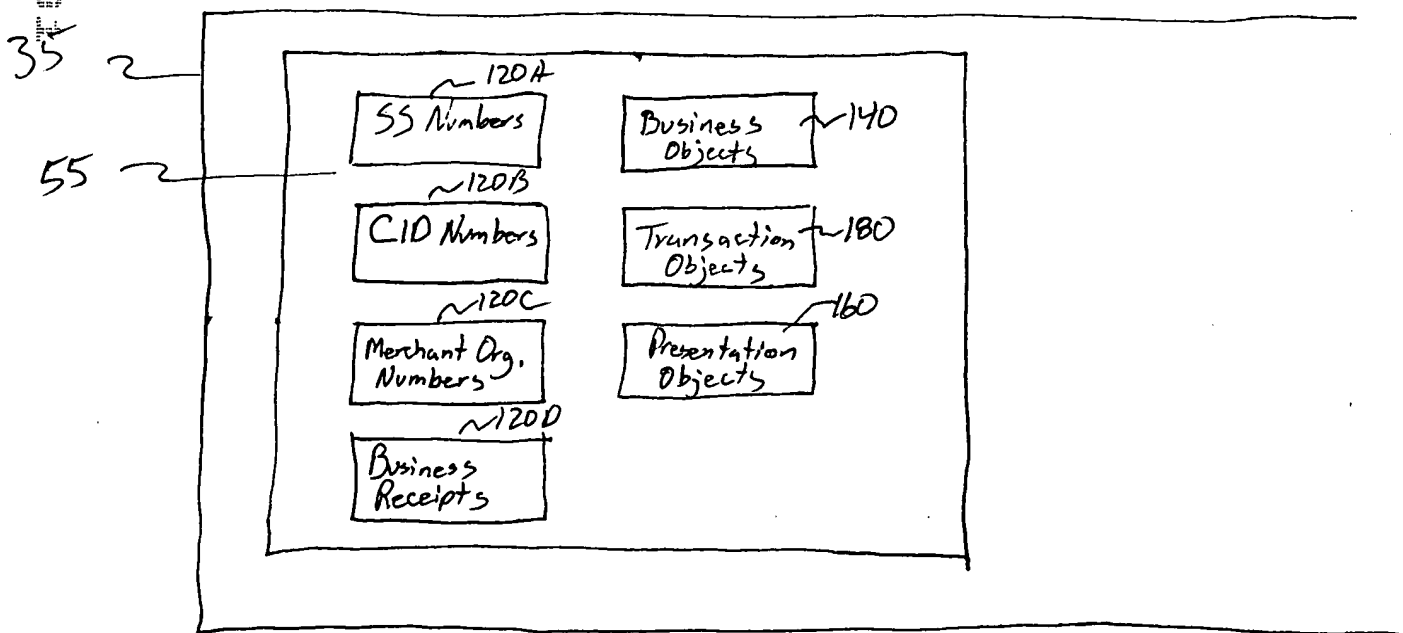 35
55
120A
SS Numbers
120B
CID Numbers
120C
Merchant Org.
Numbers
120D
Business
Receipts
Business
Objects
140
Transaction
Objects
180
160
Presentation
Objects